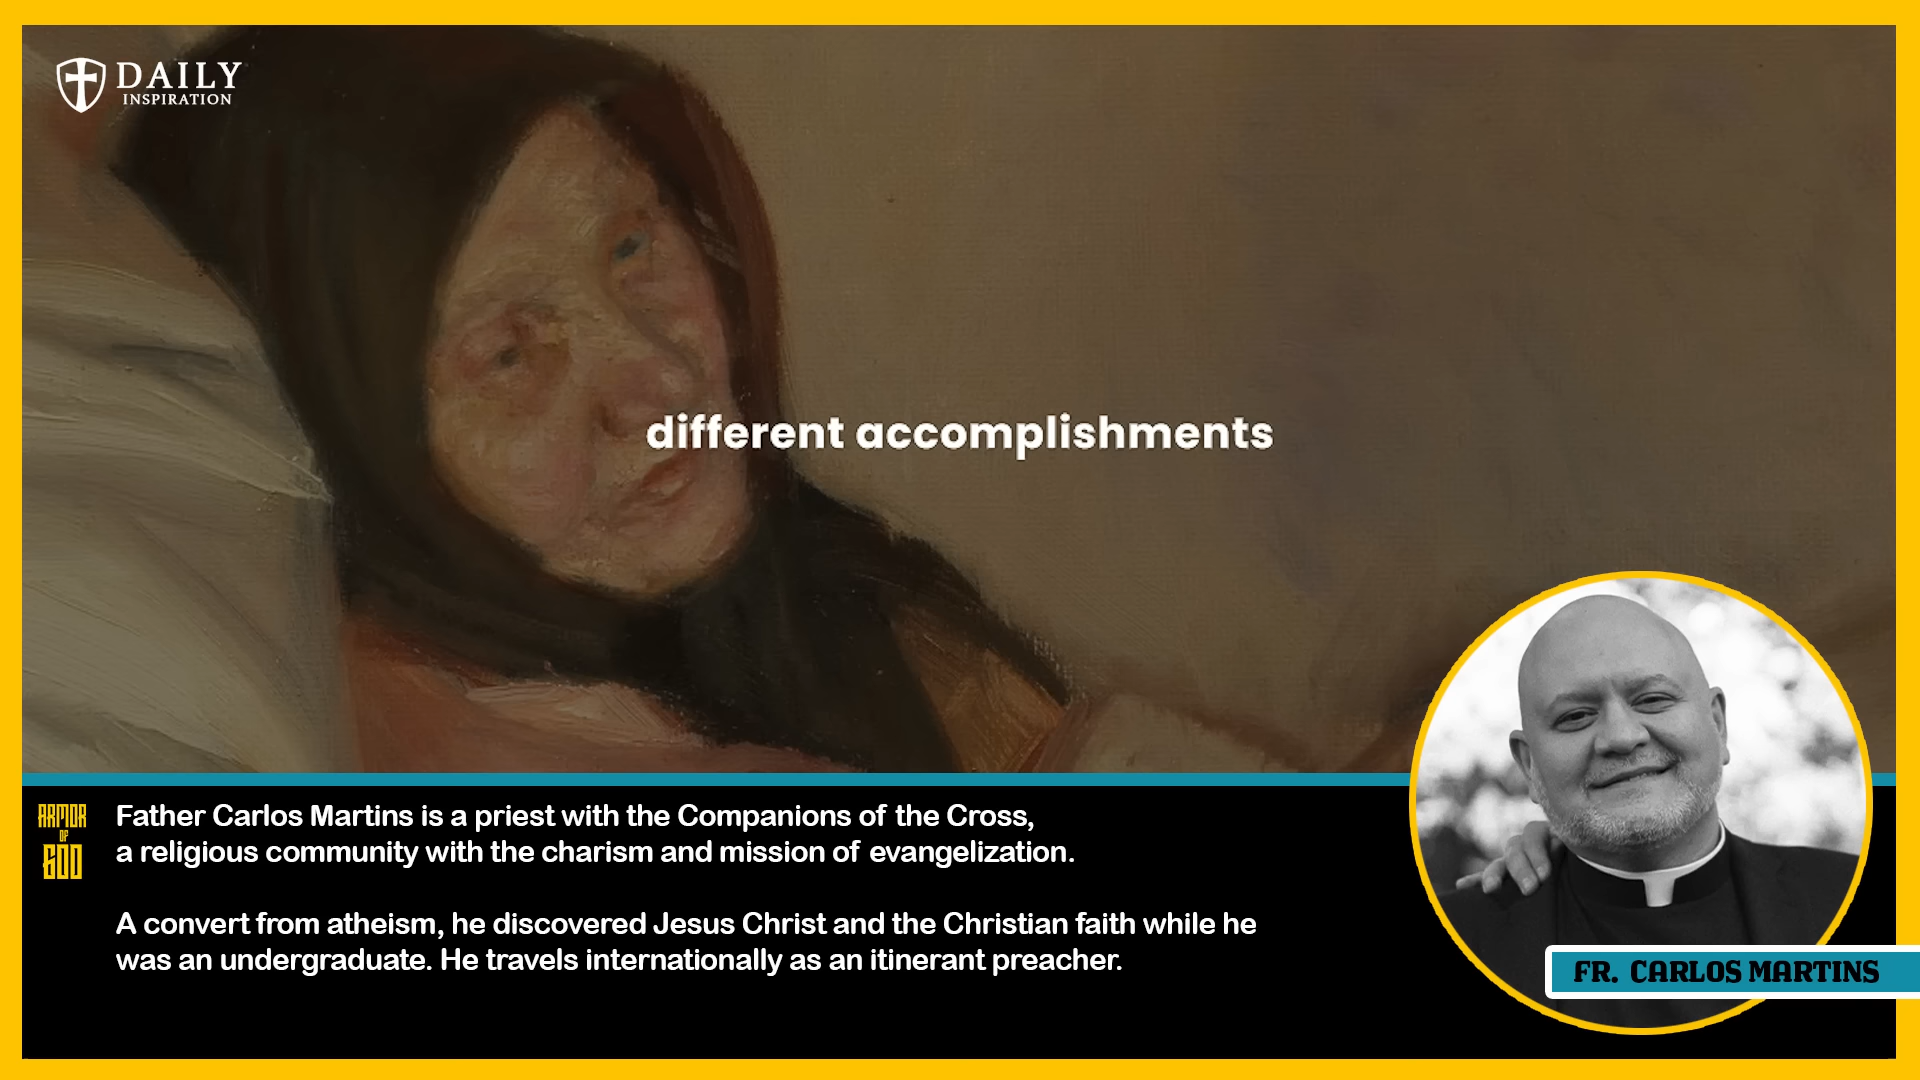 DAILY
INSPIRATION
different accomplishments
ARMOR
OF
GOD
Father Carlos Martins is a priest with the Companions of the Cross,
a religious community with the charism and mission of evangelization.
A convert from atheism, he discovered Jesus Christ and the Christian faith while he
was an undergraduate. He travels internationally as an itinerant preacher.
FR. CARLOS MARTINS